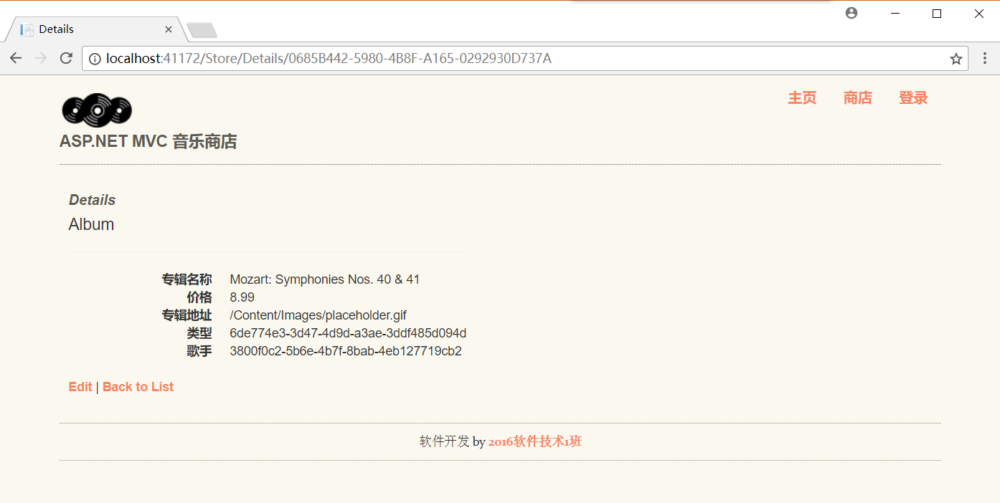 Details
localhost:41172/Store/Details/0685B442-5980-4B8F-A165-0292930D737A
主页 商店 登录
ASP.NET MVC 音乐商店
Details
Album
专辑名称 Mozart: Symphonies Nos. 40 & 41
价格 8.99
专辑地址 /Content/Images/placeholder.gif
类型 6de774e3-3d47-4d9d-a3ae-3ddf485d094d
歌手 3800f0c2-5b6e-4b7f-8bab-4eb127719cb2
Edit | Back to List
软件开发 by 2016软件技术1班